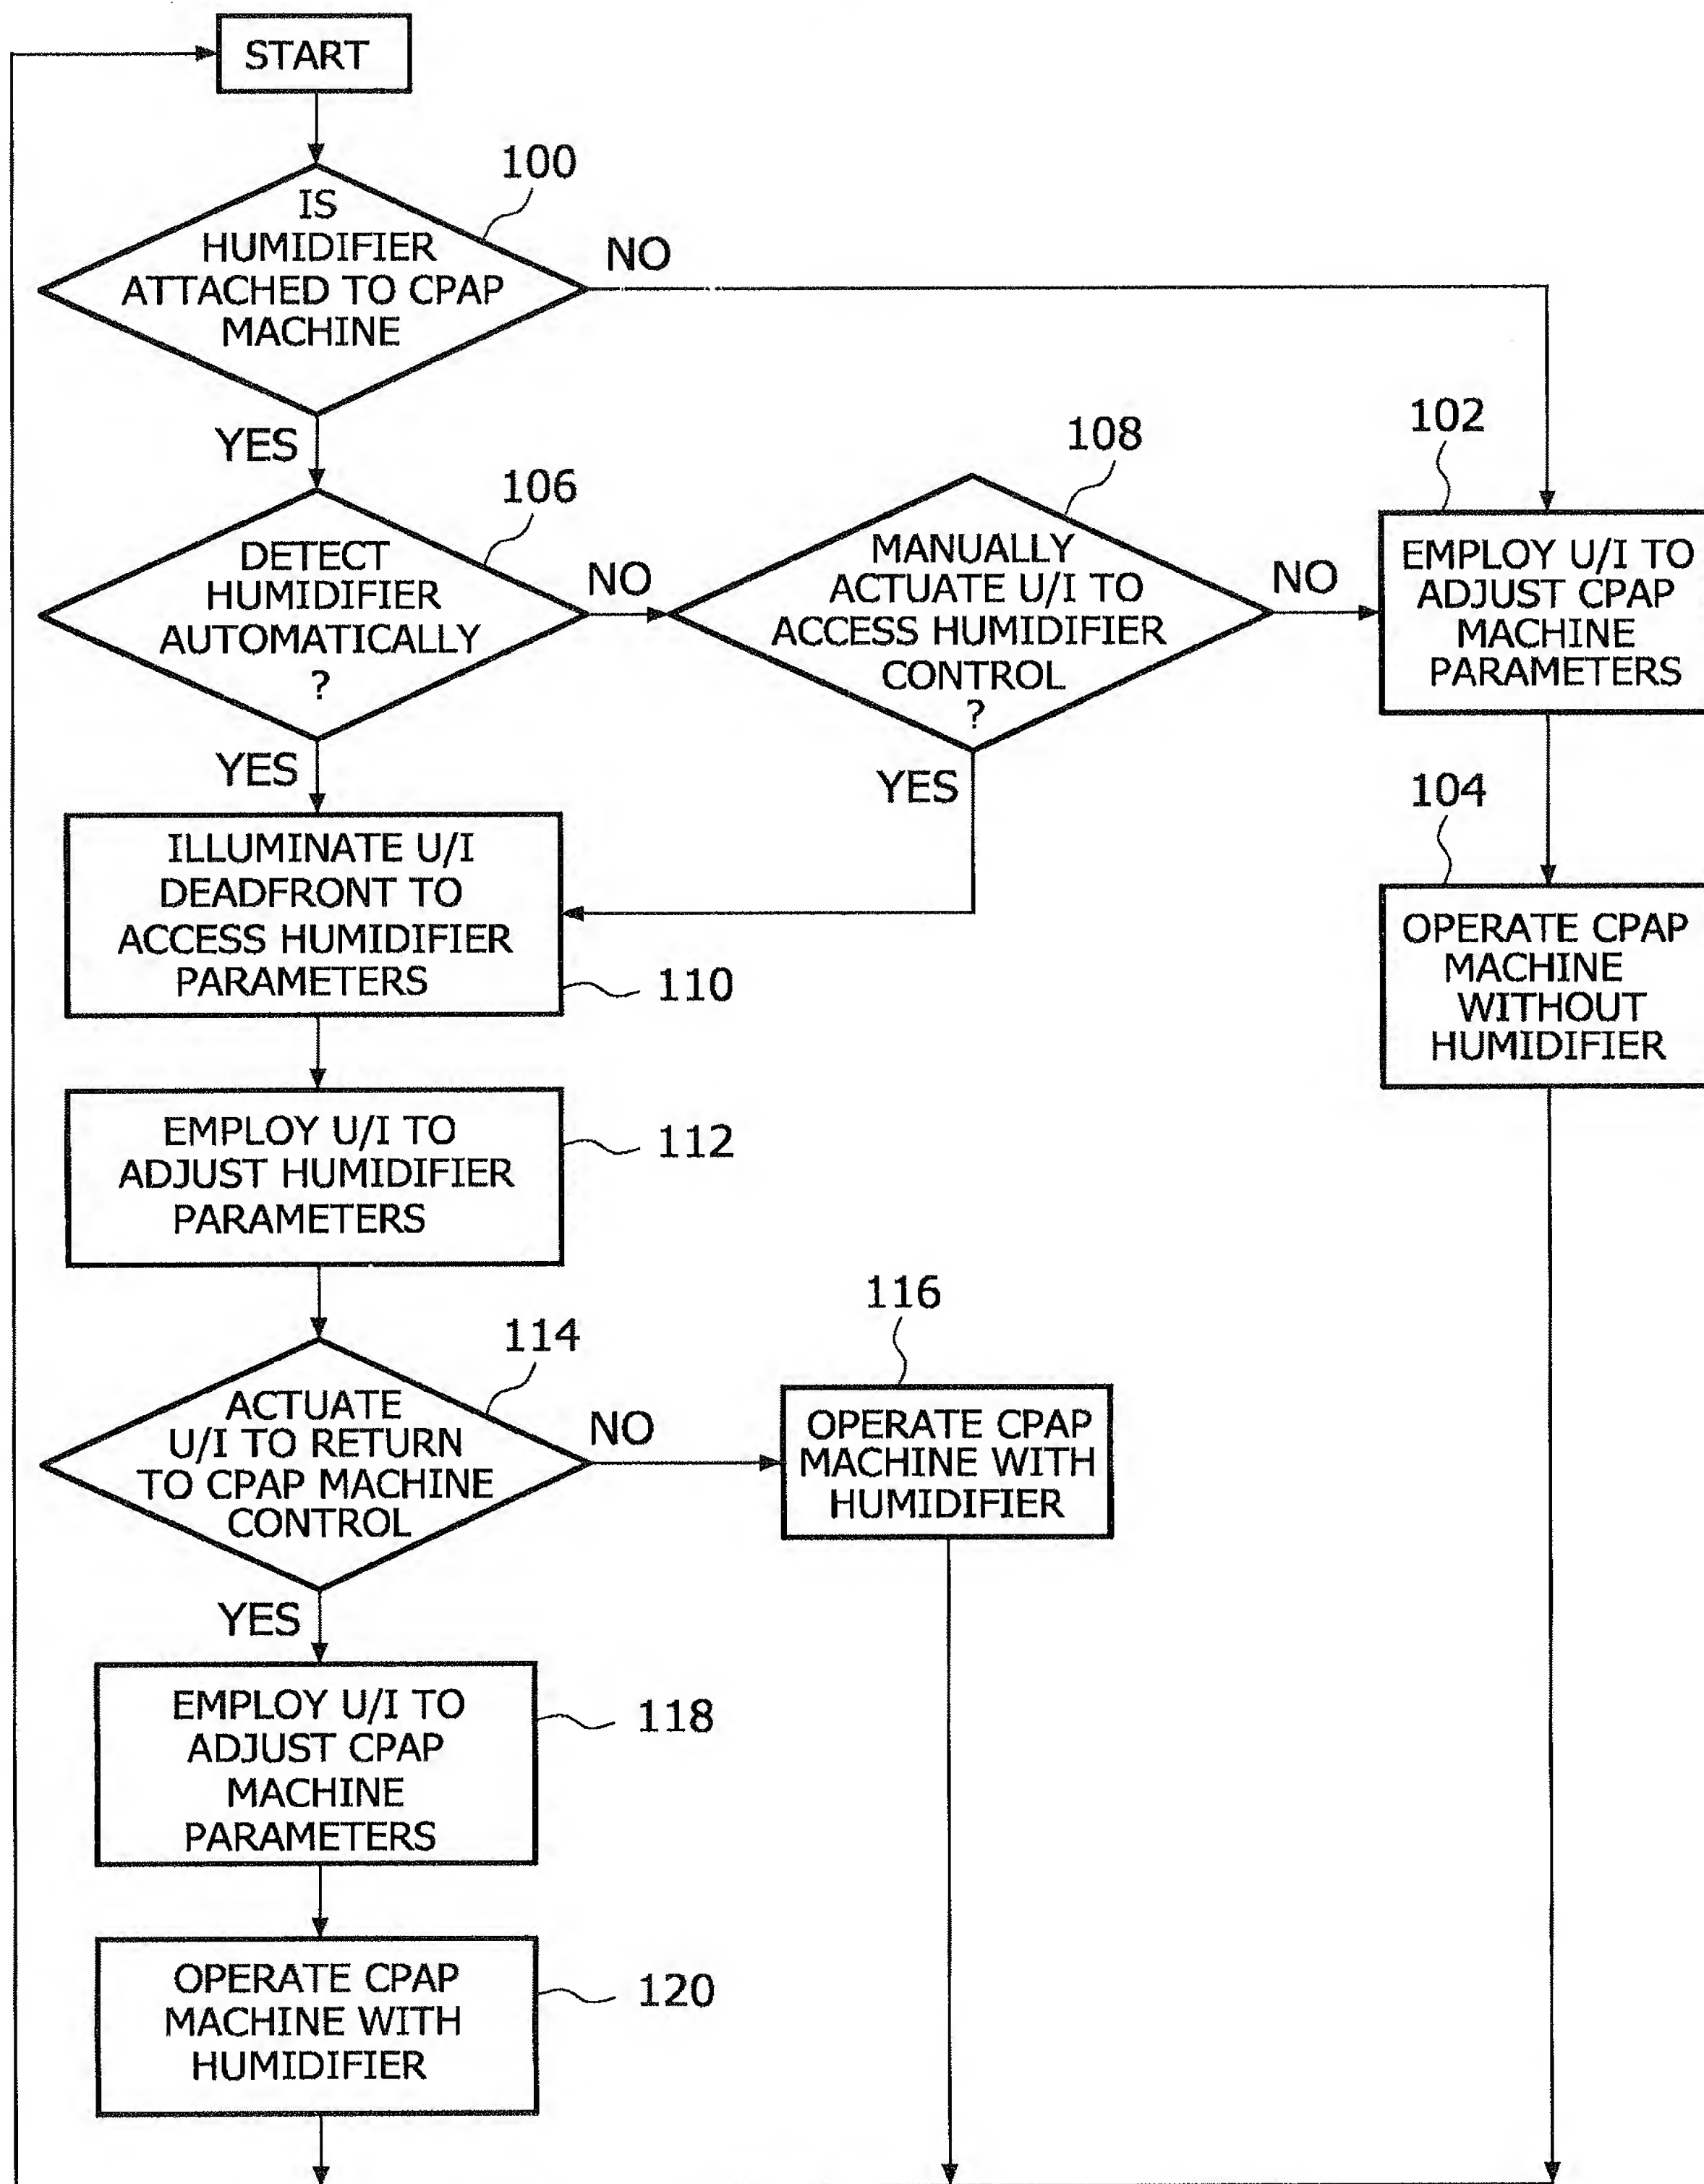 START
100
IS
HUMIDIFIER
ATTACHED TO CPAP
MACHINE
NO
YES
106
DETECT
HUMIDIFIER
AUTOMATICALLY
?
NO
108
MANUALLY
ACTUATE U/I TO
ACCESS HUMIDIFIER
CONTROL
?
NO
102
EMPLOY U/I TO
ADJUST CPAP
MACHINE
PARAMETERS
YES
YES
104
OPERATE CPAP
MACHINE
WITHOUT
HUMIDIFIER
ILLUMINATE U/I
DEADFRONT TO
ACCESS HUMIDIFIER
PARAMETERS
110
EMPLOY U/I TO
ADJUST HUMIDIFIER
PARAMETERS
112
114
ACTUATE
U/I TO RETURN
TO CPAP MACHINE
CONTROL
NO
116
OPERATE CPAP
MACHINE WITH
HUMIDIFIER
YES
EMPLOY U/I TO
ADJUST CPAP
MACHINE
PARAMETERS
118
OPERATE CPAP
MACHINE WITH
HUMIDIFIER
120